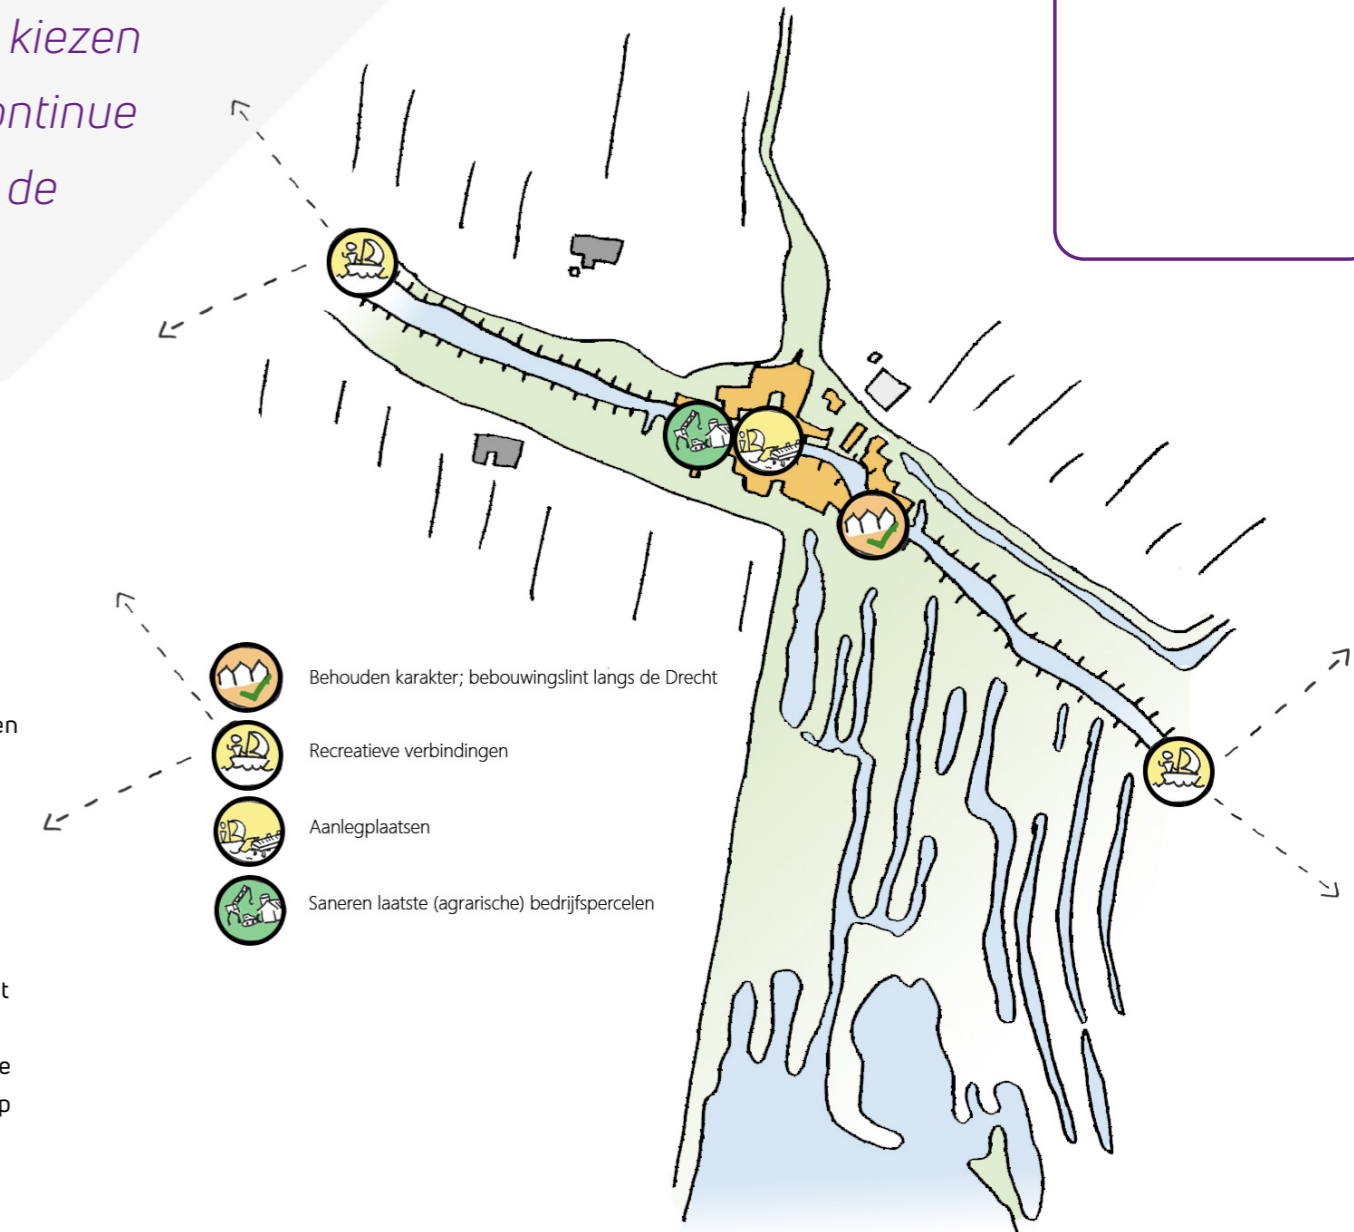 kiezen
ontinue
de
en
Behouden karakter; bebouwingslint langs de Drecht
Recreatieve verbindingen
Aanlegplaatsen
Saneren laatste (agrarische) bedrijfspercelen
t
e
p